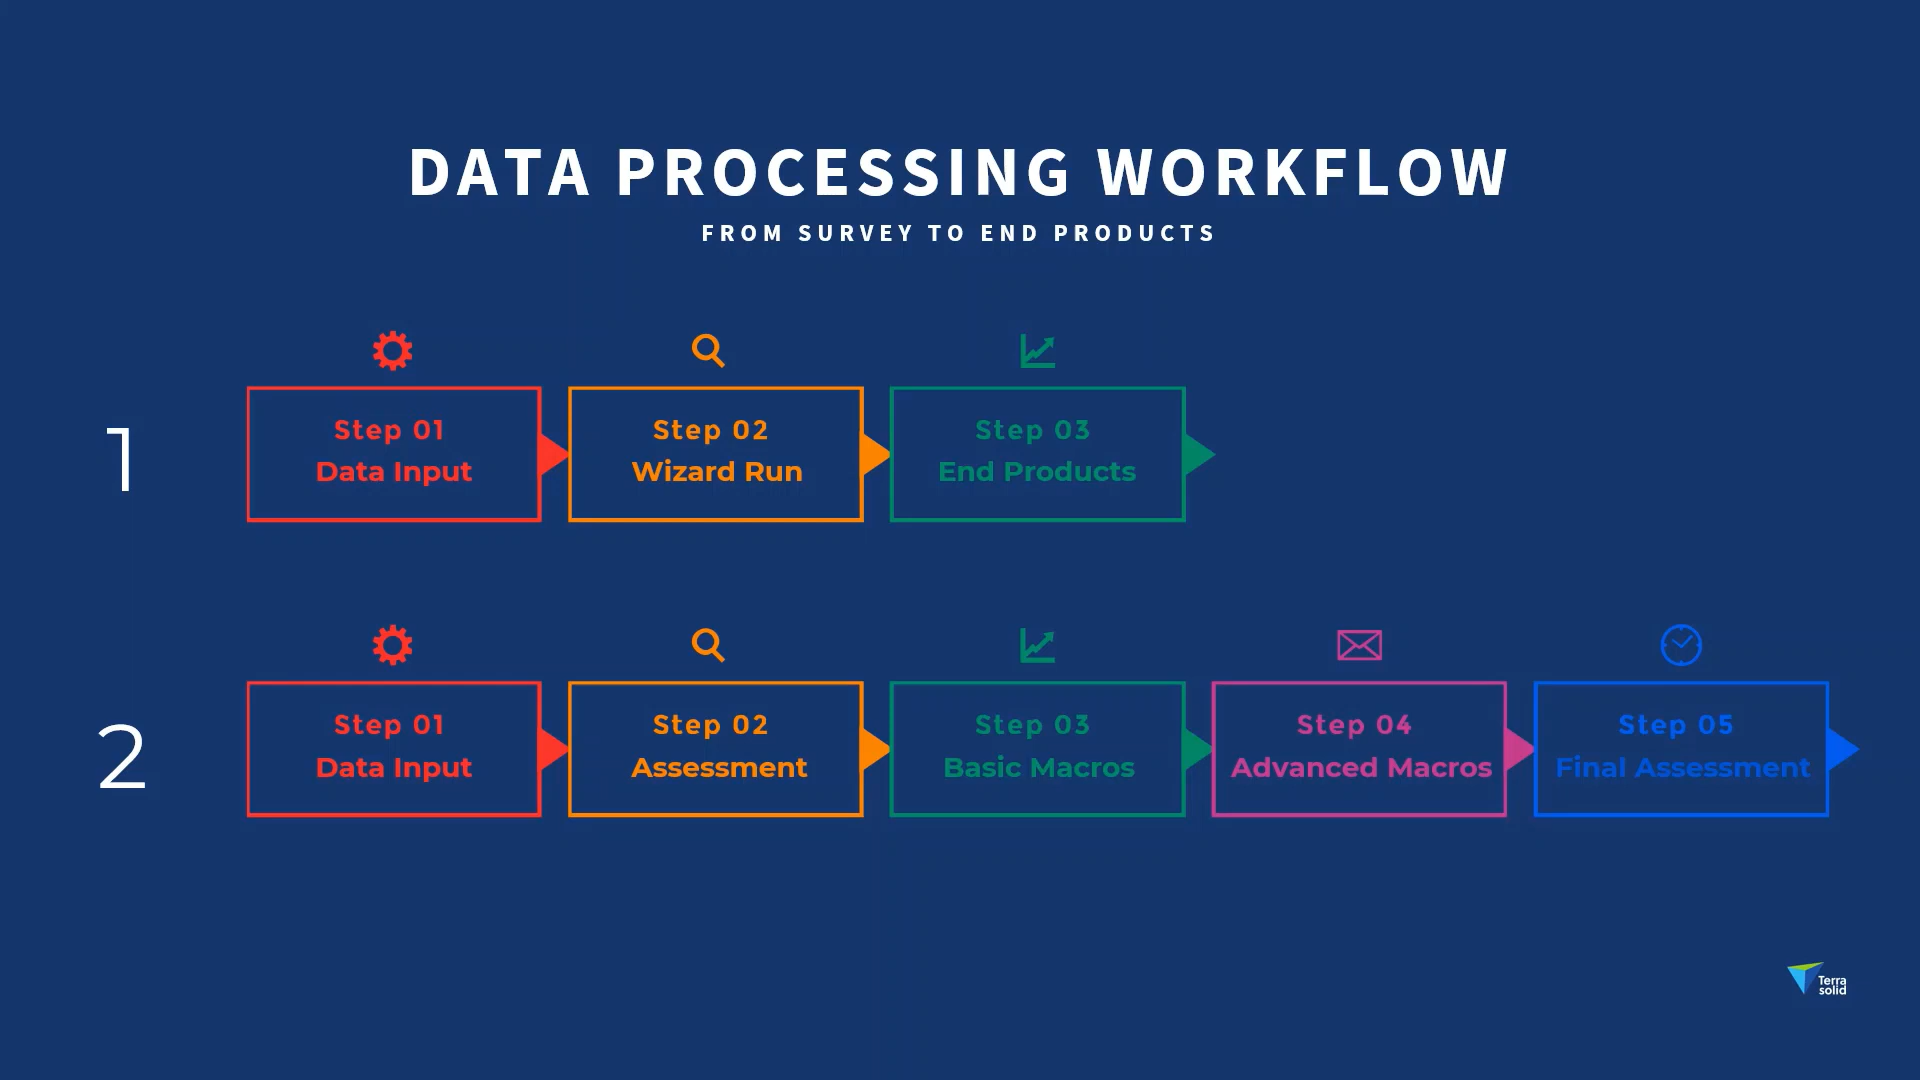 DATA PROCESSING WORKFLOW
FROM SURVEY TO END PRODUCTS
1
Step 01
Data Input
Step 02
Wizard Run
Step 03
End Products
2
Step 01
Data Input
Step 02
Assessment
Step 03
Basic Macros
Step 04
Advanced Macros
Step 05
Final Assessment
Terra
solid